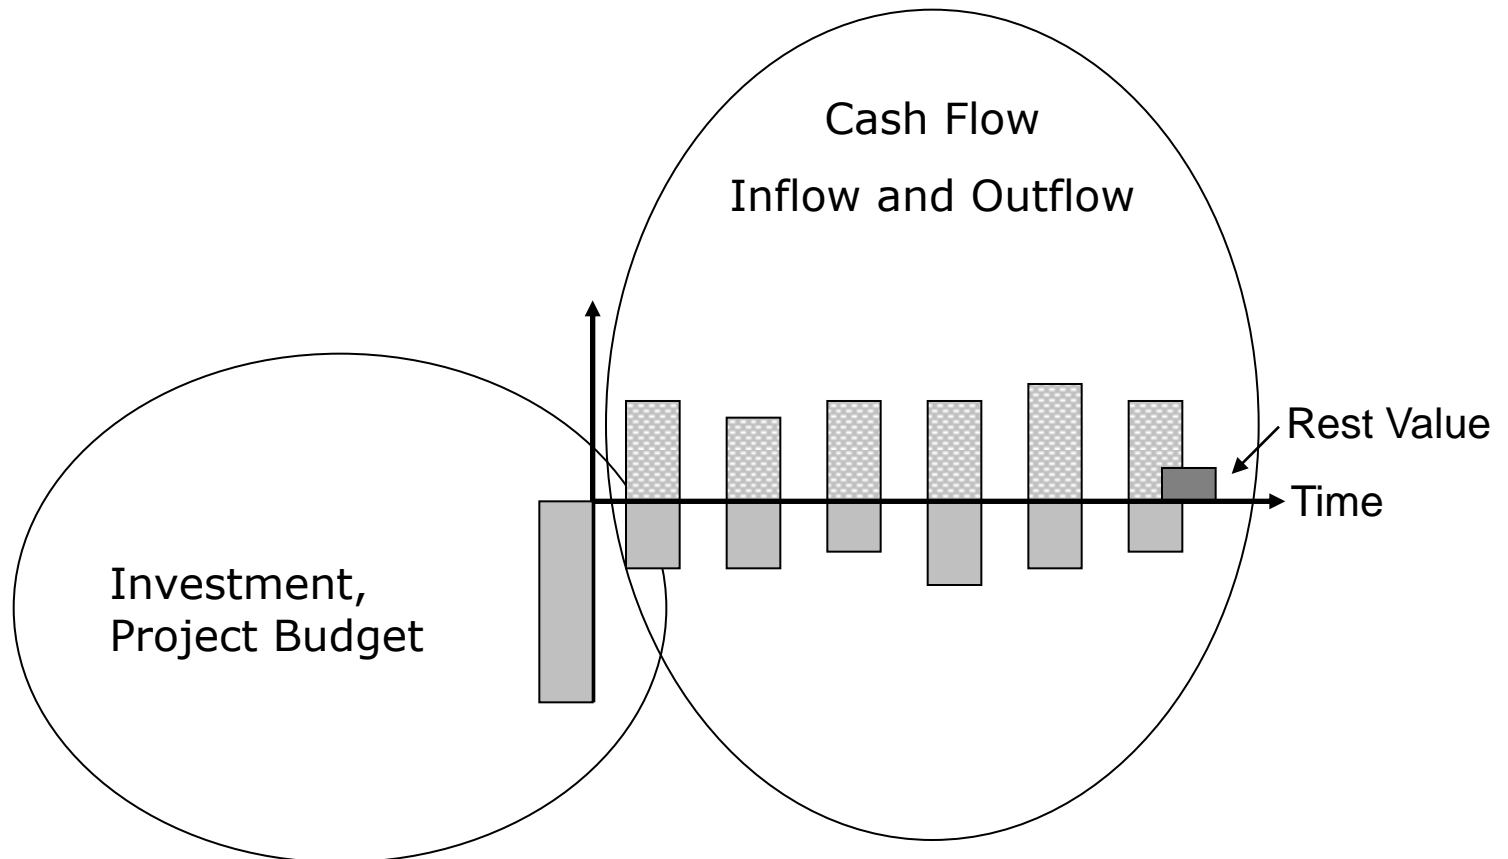 Cash Flow
Inflow and Outflow
Rest Value
Time
Investment,
Project Budget